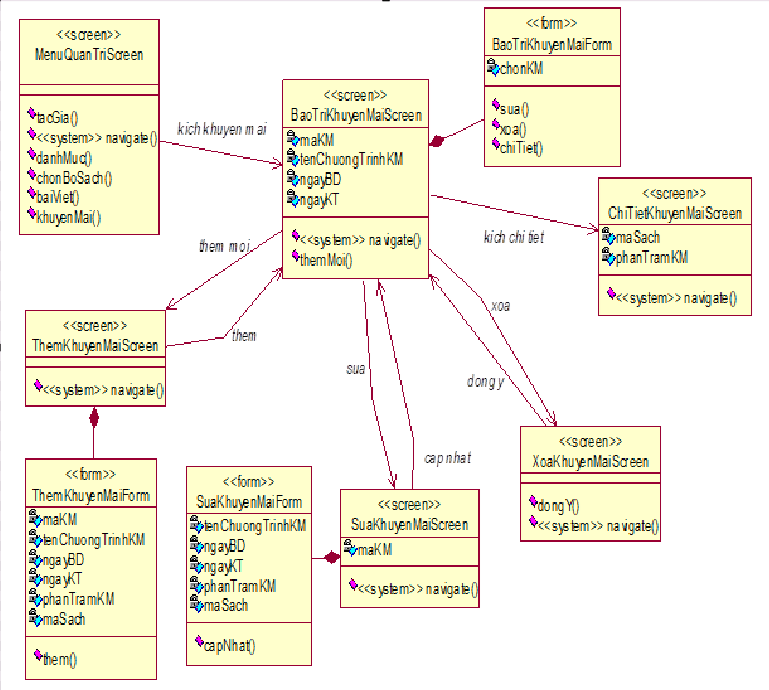 <<screen>>
MenuQuanTriScreen
tacGia()
<<system>> navigate()
danhMuc()
chonBoSach()
baiViet()
khuyenMai()
kich khuyen mai
<<screen>>
BaoTriKhuyenMaiScreen
maKM
tenChuongTrinhKM
ngayBD
ngayKT
<<system>> navigate()
themMoi()
<<form>>
BaoTriKhuyenMaiForm
chonKM
sua()
xoa()
chiTiet()
kich chi tiet
<<screen>>
ChiTietKhuyenMaiScreen
maSach
phanTramKM
<<system>> navigate()
them moi
them
sua
cap nhat
xoa
dong y
<<screen>>
ThemKhuyenMaiScreen
<<system>> navigate()
<<form>>
ThemKhuyenMaiForm
maKM
tenChuongTrinhKM
ngayBD
ngayKT
phanTramKM
maSach
them()
<<form>>
SuaKhuyenMaiForm
tenChuongTrinhKM
ngayBD
ngayKT
phanTramKM
maSach
capNhat()
<<screen>>
SuaKhuyenMaiScreen
maKM
<<system>> navigate()
<<screen>>
XoaKhuyenMaiScreen
dongY()
<<system>> navigate()